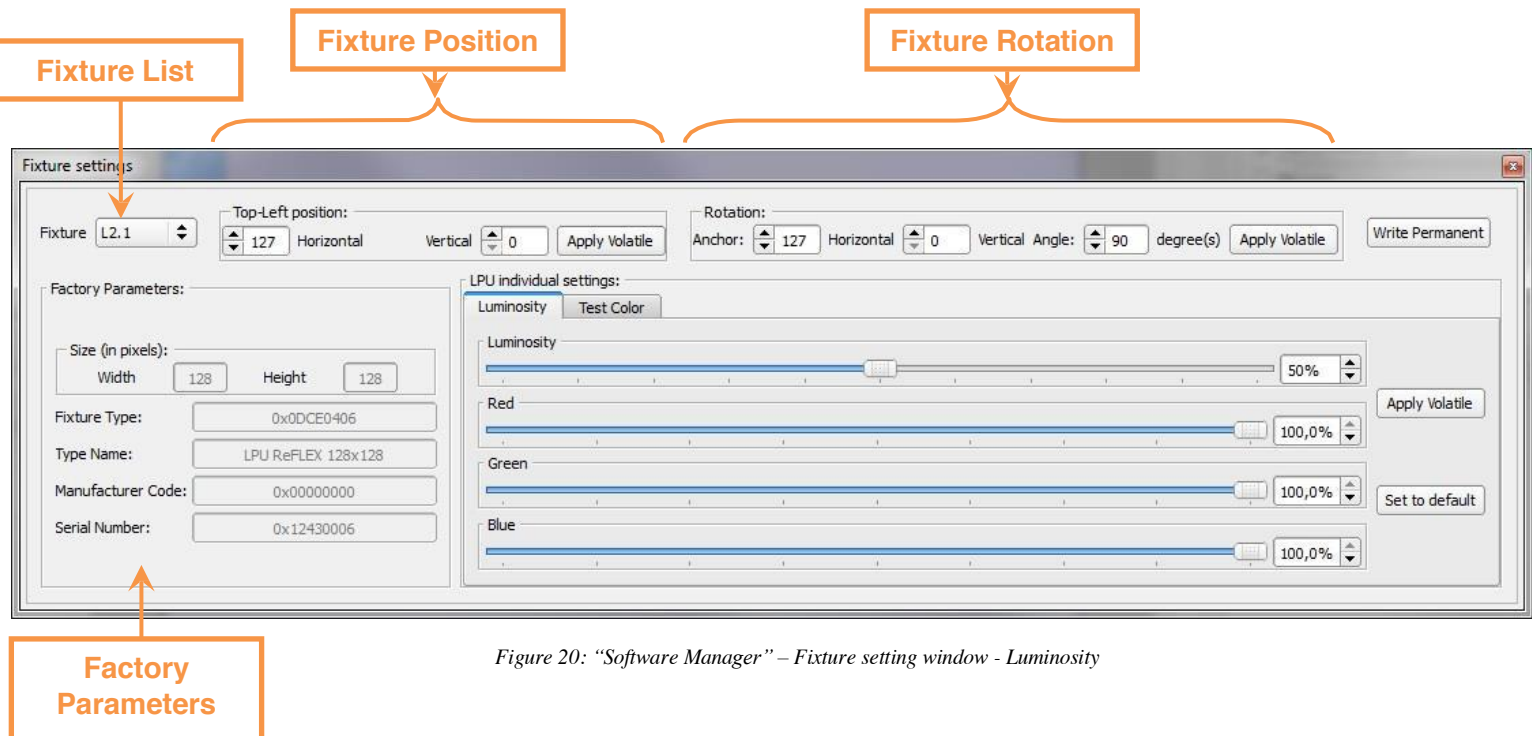 Fixture Position
Fixture Rotation
Fixture List
Fixture settings
Fixture L2.1
Top-Left position:
127 Horizontal Vertical 0 Apply Volatile
Rotation:
Anchor: 127 Horizontal 0 Vertical Angle: 90 degree(s) Apply Volatile
Write Permanent
Factory Parameters:
Size (in pixels):
Width 128 Height 128
Fixture Type: 0x0DCE0406
Type Name: LPU ReFLEX 128x128
Manufacturer Code: 0x00000000
Serial Number: 0x12430006
LPU individual settings:
Luminosity Test Color
Luminosity
50%
Red
100,0%
Green
100,0%
Blue
100,0%
Apply Volatile
Set to default
Factory
Parameters
Figure 20: “Software Manager” – Fixture setting window - Luminosity